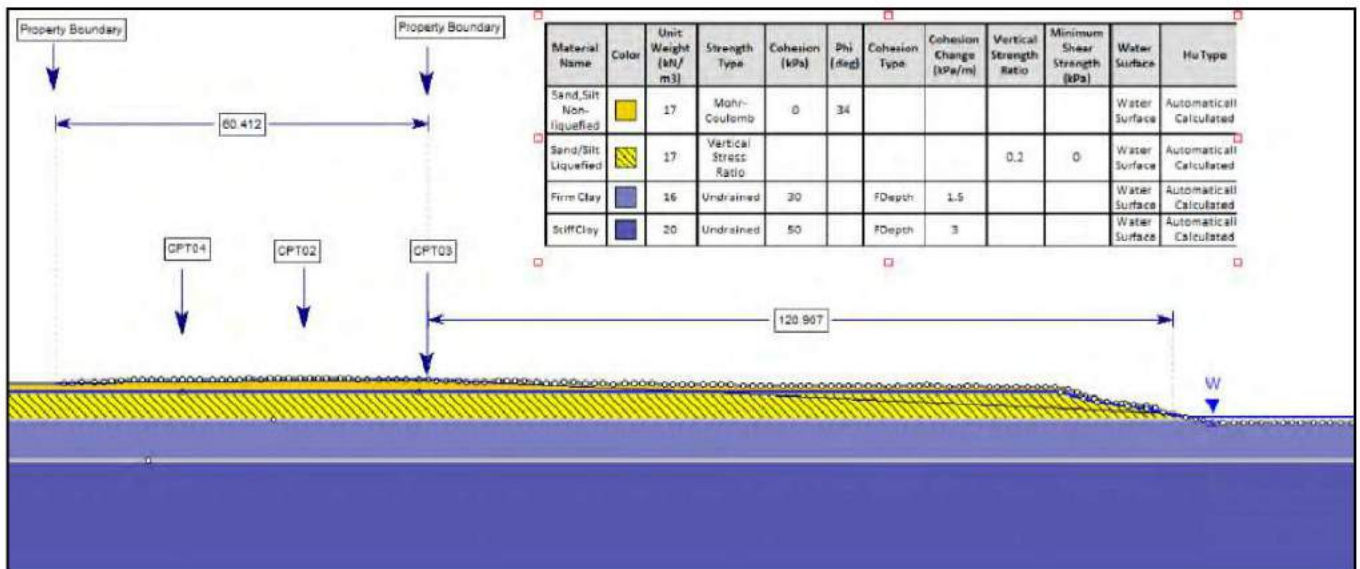 Property Boundary
Property Boundary
60.412
CPT04
CPT02
CPT03
120.967
W
Material Name Color Unit Weight (kN/m3) Strength Type Cohesion (kPa) Phi (deg) Cohesion Type Cohesion Change (kPa/m) Vertical Strength Ratio Minimum Shear Strength (kPa) Water Surface Hu Type
Sand,Silt Non-liquefied 17 Mohr-Coulomb 0 34 Water Surface Automaticall Calculated
Sand/Silt Liquefied 17 Vertical Stress Ratio 0.2 0 Water Surface Automaticall Calculated
Firm Clay 16 Undrained 30 FDepth 1.5 Water Surface Automaticall Calculated
Stiff Clay 20 Undrained 50 FDepth 3 Water Surface Automaticall Calculated